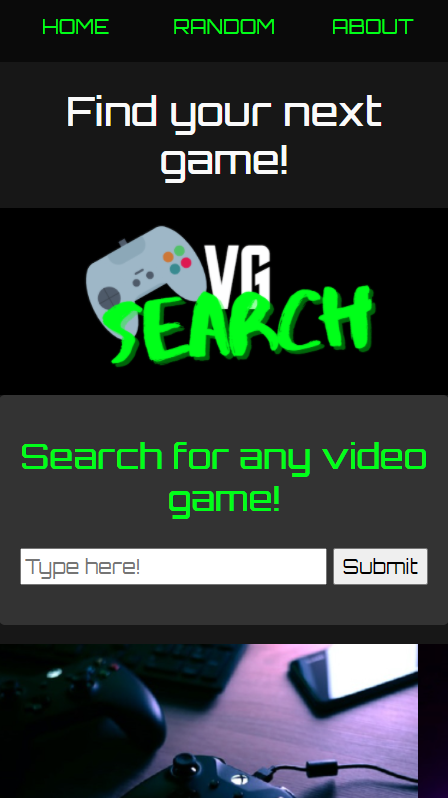 HOME RANDOM ABOUT
Find your next
game!
VG
SEARCH
Search for any video
game!
Type here! Submit